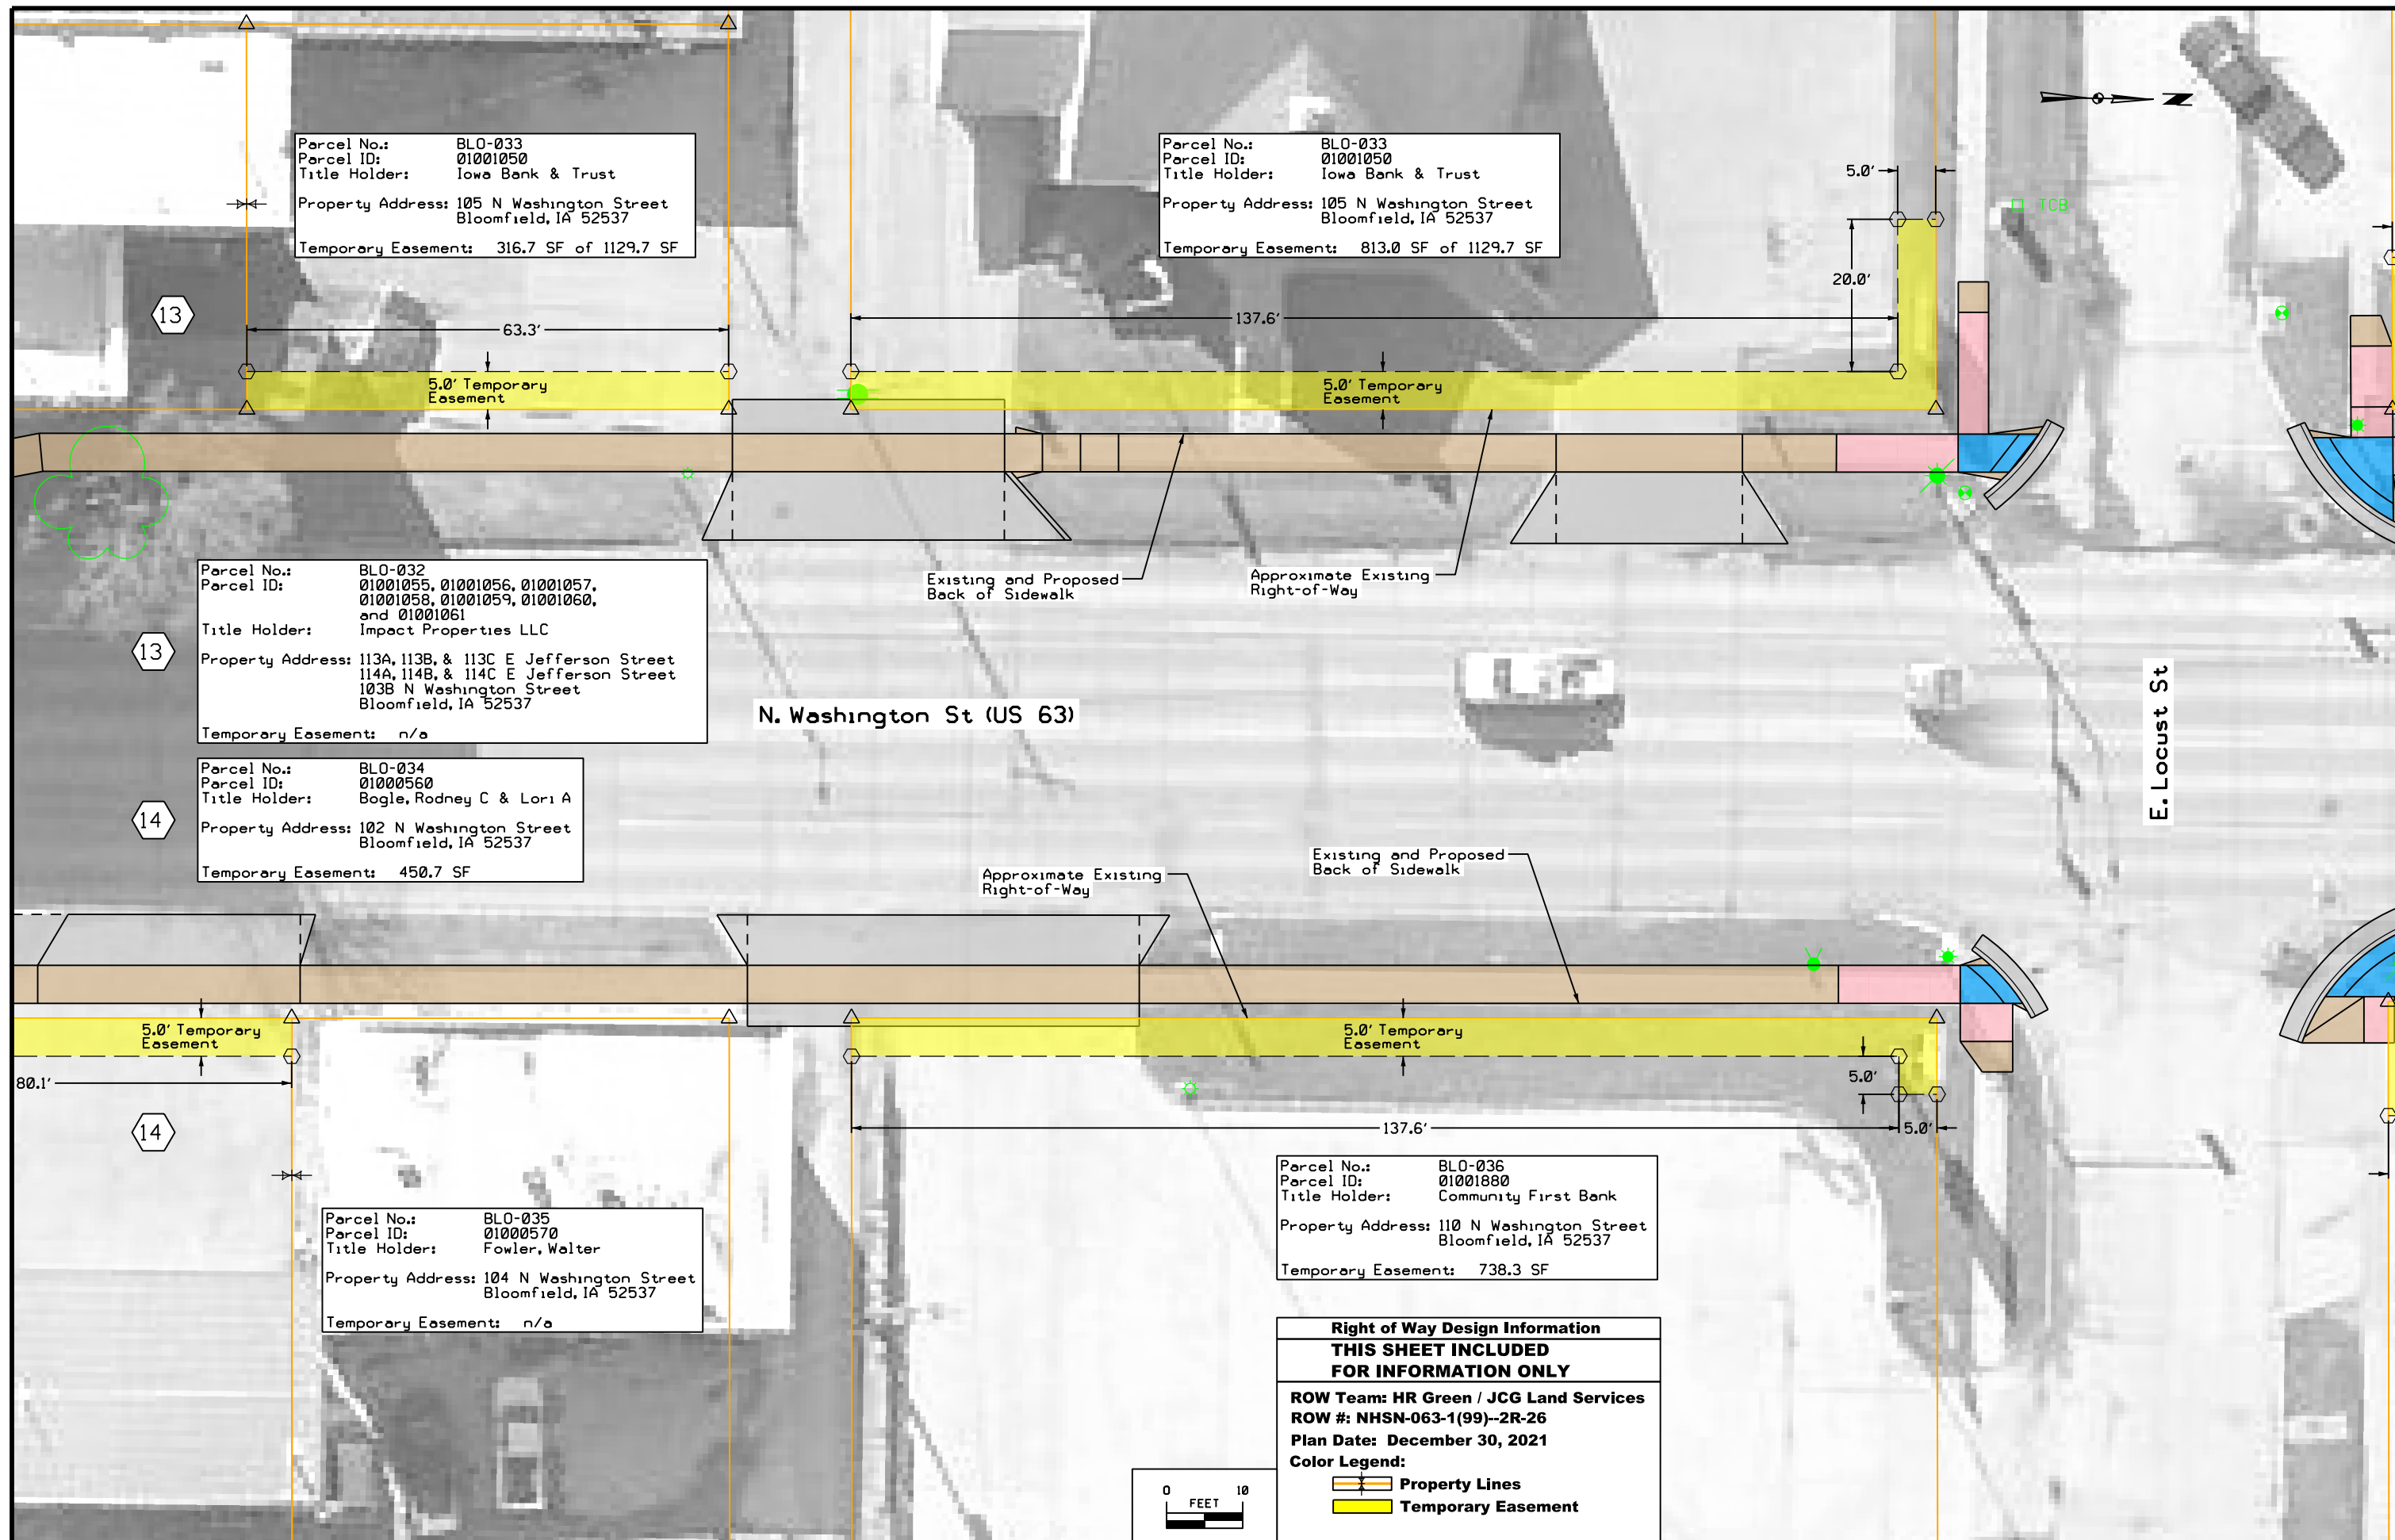 Parcel No.: BLO-033
Parcel ID: 01001050
Title Holder: Iowa Bank & Trust
Property Address: 105 N Washington Street
Bloomfield, IA 52537
Temporary Easement: 316.7 SF of 1129.7 SF
Parcel No.: BLO-033
Parcel ID: 01001050
Title Holder: Iowa Bank & Trust
Property Address: 105 N Washington Street
Bloomfield, IA 52537
Temporary Easement: 813.0 SF of 1129.7 SF
N
5.0'
TCB
20.0'
13
63.3'
137.6'
5.0' Temporary
Easement
5.0' Temporary
Easement
Existing and Proposed
Back of Sidewalk
Approximate Existing
Right-of-Way
13
Parcel No.: BLO-032
Parcel ID: 01001055, 01001056, 01001057,
01001058, 01001059, 01001060,
and 01001061
Title Holder: Impact Properties LLC
Property Address: 113A, 113B, & 113C E Jefferson Street
114A, 114B, & 114C E Jefferson Street
103B N Washington Street
Bloomfield, IA 52537
Temporary Easement: n/a
N. Washington St (US 63)
E. Locust St
14
Parcel No.: BLO-034
Parcel ID: 01000560
Title Holder: Bogle, Rodney C & Lori A
Property Address: 102 N Washington Street
Bloomfield, IA 52537
Temporary Easement: 450.7 SF
Approximate Existing
Right-of-Way
Existing and Proposed
Back of Sidewalk
5.0' Temporary
Easement
5.0' Temporary
Easement
80.1'
5.0'
14
137.6'
5.0'
Parcel No.: BLO-036
Parcel ID: 01001880
Title Holder: Community First Bank
Property Address: 110 N Washington Street
Bloomfield, IA 52537
Temporary Easement: 738.3 SF
Parcel No.: BLO-035
Parcel ID: 01000570
Title Holder: Fowler, Walter
Property Address: 104 N Washington Street
Bloomfield, IA 52537
Temporary Easement: n/a
Right of Way Design Information
THIS SHEET INCLUDED
FOR INFORMATION ONLY
ROW Team: HR Green / JCG Land Services
ROW #: NHSN-063-1(99)--2R-26
Plan Date: December 30, 2021
Color Legend:
Property Lines
Temporary Easement
0 10
FEET